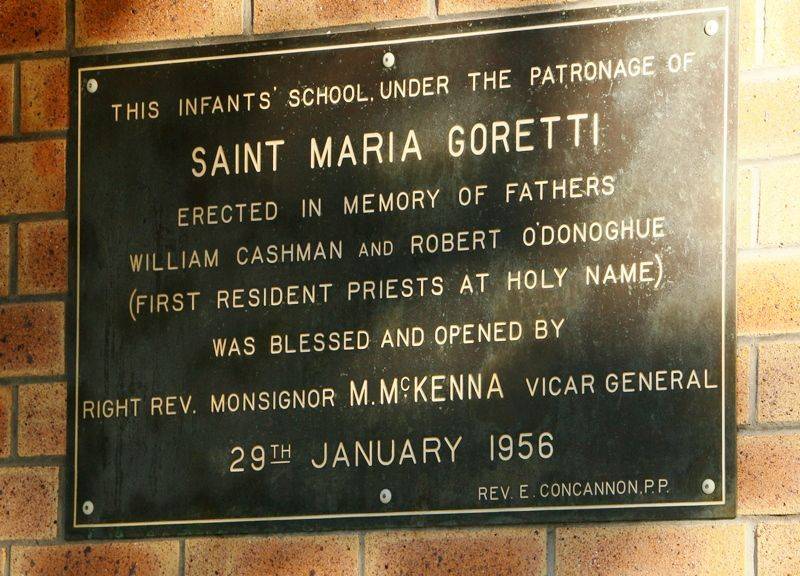 THIS INFANTS' SCHOOL, UNDER THE PATRONAGE OF
SAINT MARIA GORETTI
ERECTED IN MEMORY OF FATHERS
WILLIAM CASHMAN AND ROBERT O'DONOGHUE
(FIRST RESIDENT PRIESTS AT HOLY NAME)
WAS BLESSED AND OPENED BY
RIGHT REV. MONSIGNOR M. McKENNA VICAR GENERAL
29TH JANUARY 1956
REV. E. CONCANNON, P.P.